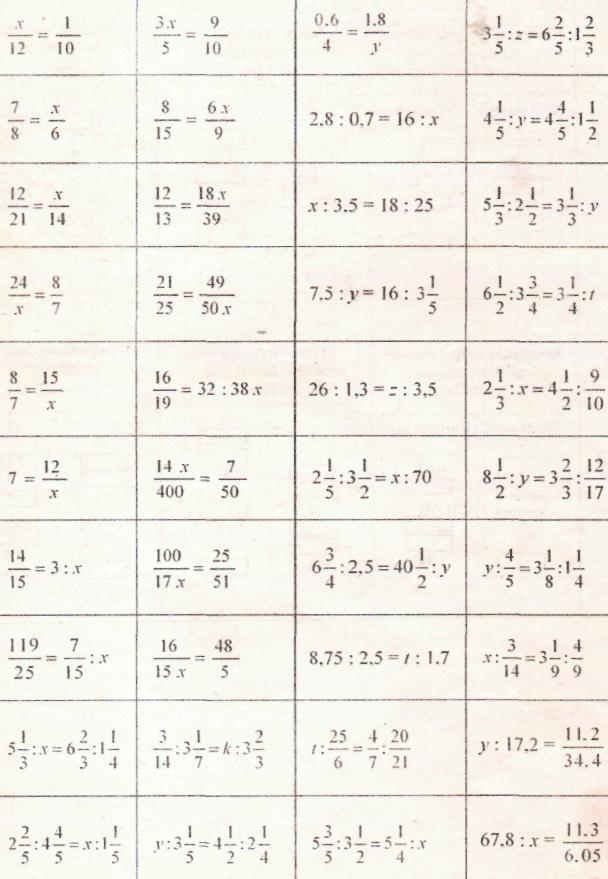 x/12 = 1/10    3x/5 = 9/10    0.6/4 = 1.8/y    3 1/5 : z = 6 2/5 : 1 2/3
7/8 = x/6    8/15 = 6x/9    2,8 : 0,7 = 16 : x    4 1/5 : y = 4 4/5 : 1 1/2
12/21 = x/14    12/13 = 18x/39    x : 3,5 = 18 : 25    5 1/3 : 2 1/2 = 3 1/3 : y
24/x = 8/7    21/25 = 49/50x    7,5 : y = 16 : 3 1/5    6 1/2 : 3 3/4 = 3 1/4 : t
8/7 = 15/x    16/19 = 32 : 38x    26 : 1,3 = z : 3,5    2 1/3 : x = 4 1/2 : 9/10
7 = 12/x    14x/400 = 7/50    2 1/5 : 3 1/2 = x : 70    8 1/2 : y = 3 2/3 : 12/17
14/15 = 3 : x    100/17x = 25/51    6 3/4 : 2,5 = 40 1/2 : y    y : 4/5 = 3 1/8 : 1 1/4
119/25 = 7/15 : x    16/15x = 48/5    8,75 : 2,5 = t : 1,7    x : 3/14 = 3 1/9 : 4/9
5 1/3 : x = 6 2/3 : 1 1/4    3/14 : 3 1/7 = k : 3 2/3    t : 25/6 = 4/7 : 20/21    y : 17,2 = 11.2/34.4
2 2/5 : 4 4/5 = x : 1 1/5    y : 3 1/5 = 4 1/2 : 2 1/4    5 3/5 : 3 1/2 = 5 1/4 : x    67,8 : x = 11.3/6.05